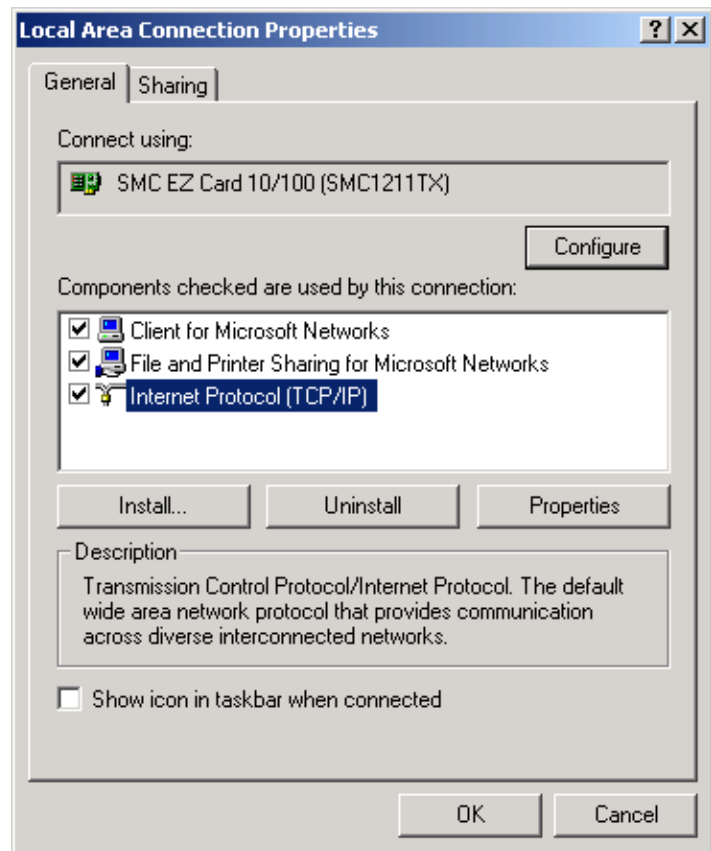 Local Area Connection Properties
?
General
Sharing
Connect using:
SMC EZ Card 10/100 (SMC1211TX)
Configure
Components checked are used by this connection:
Client for Microsoft Networks
File and Printer Sharing for Microsoft Networks
Internet Protocol (TCP/IP)
Install...
Uninstall
Properties
Description
Transmission Control Protocol/Internet Protocol. The default
wide area network protocol that provides communication
across diverse interconnected networks.
Show icon in taskbar when connected
OK
Cancel